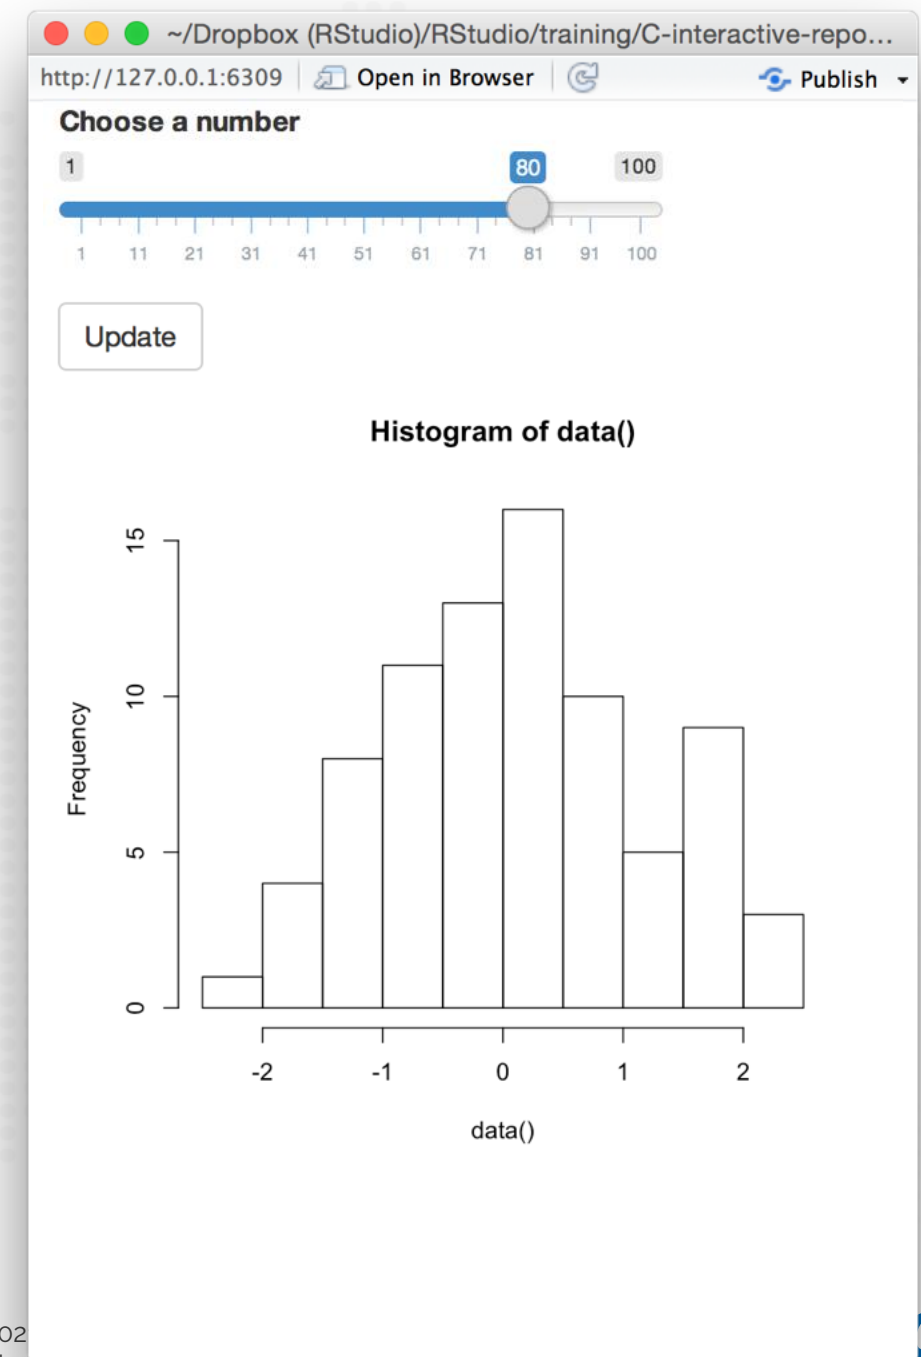 ~/Dropbox (RStudio)/RStudio/training/C-interactive-repo...
http://127.0.0.1:6309 Open in Browser Publish
Choose a number
1 80 100
1 11 21 31 41 51 61 71 81 91 100
Update
Histogram of data()
15
10
5
0
Frequency
-2 -1 0 1 2
data()
02